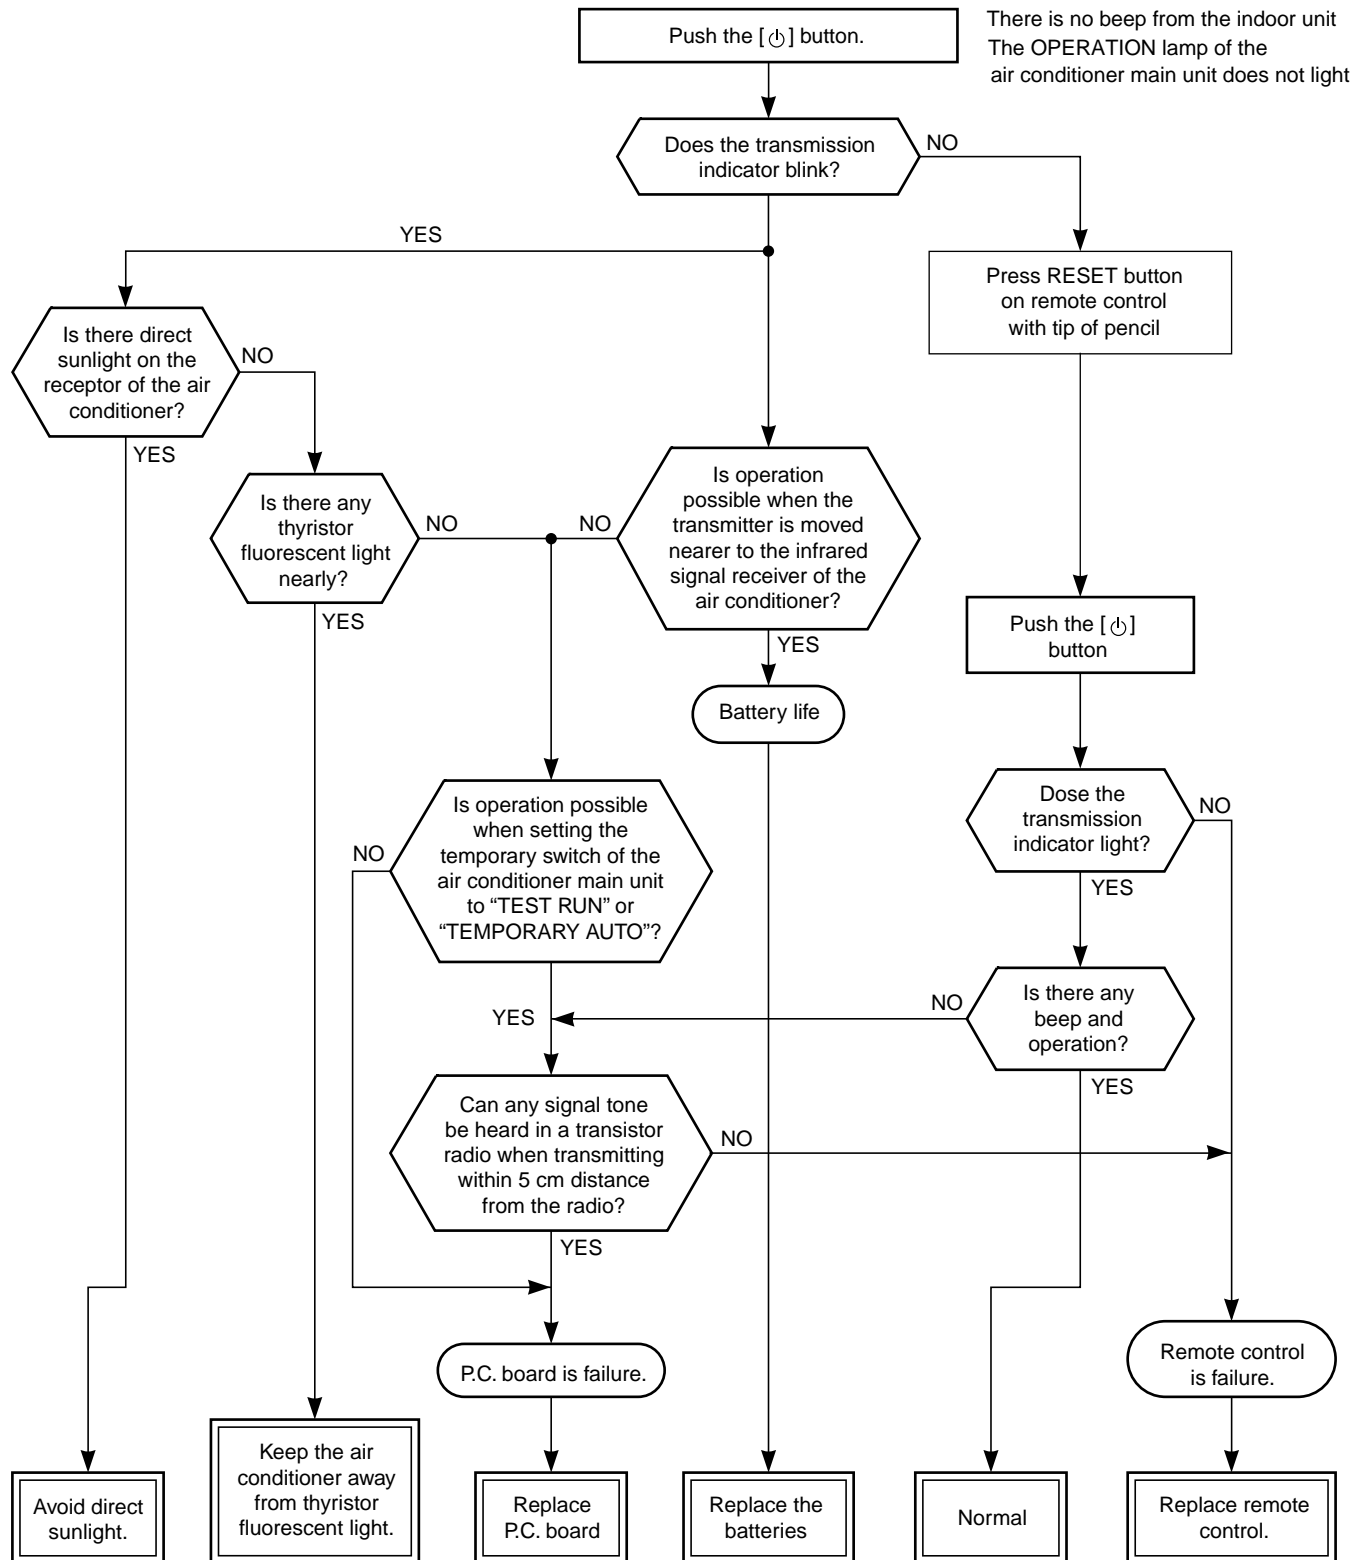 Push the [⏻] button.
There is no beep from the indoor unit
The OPERATION lamp of the
air conditioner main unit does not light
Does the transmission
indicator blink?
NO
YES
Press RESET button
on remote control
with tip of pencil
Is there direct
sunlight on the
receptor of the air
conditioner?
NO
YES
Is there any
thyristor
fluorescent light
nearly?
NO
YES
Is operation
possible when the
transmitter is moved
nearer to the infrared
signal receiver of the
air conditioner?
NO
YES
Push the [⏻]
button
Battery life
Is operation possible
when setting the
temporary switch of the
air conditioner main unit
to “TEST RUN” or
“TEMPORARY AUTO”?
NO
YES
Dose the
transmission
indicator light?
NO
YES
Is there any
beep and
operation?
NO
YES
Can any signal tone
be heard in a transistor
radio when transmitting
within 5 cm distance
from the radio?
NO
YES
P.C. board is failure.
Remote control
is failure.
Avoid direct
sunlight.
Keep the air
conditioner away
from thyristor
fluorescent light.
Replace
P.C. board
Replace the
batteries
Normal
Replace remote
control.